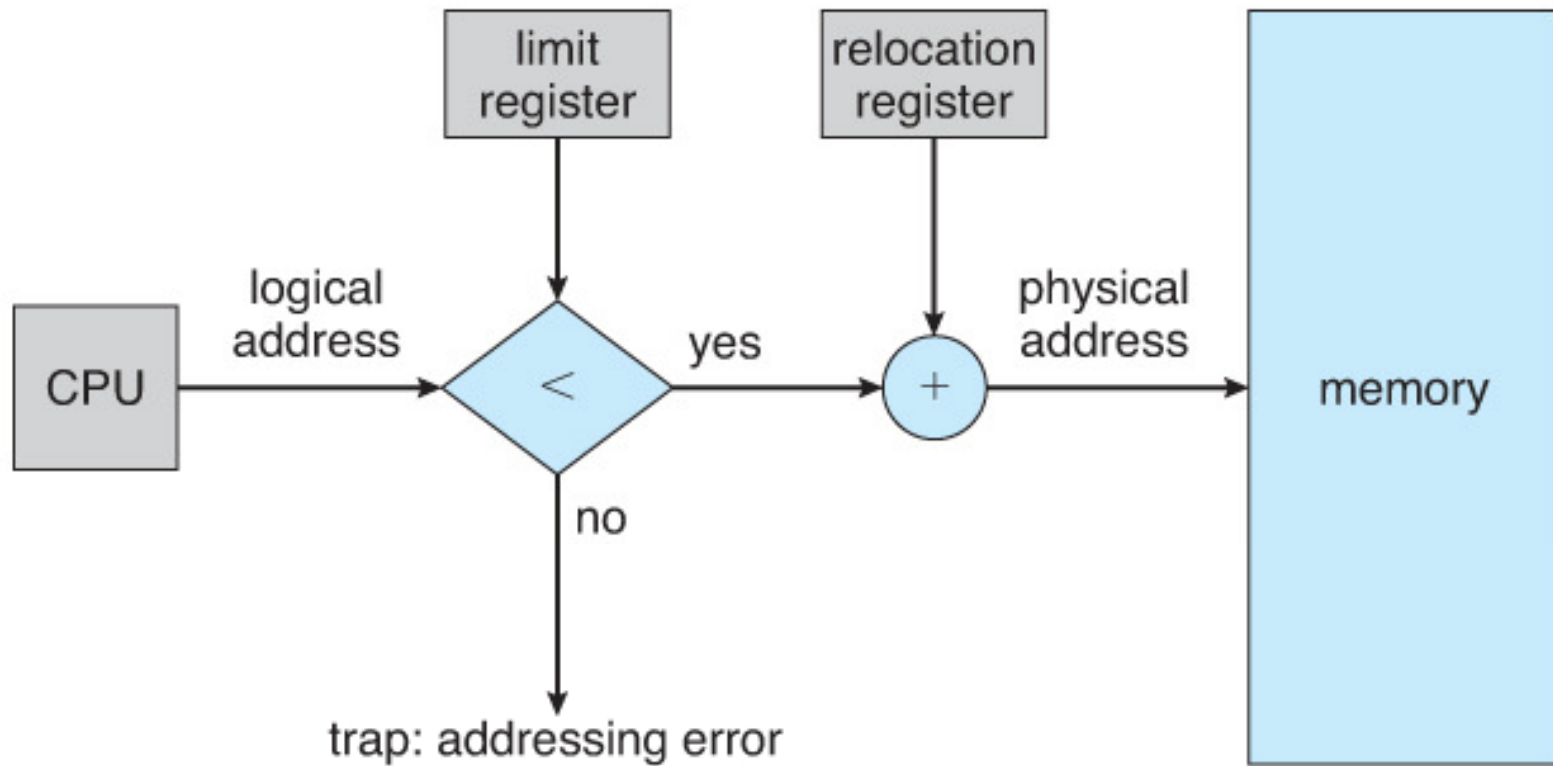 limit
register
relocation
register
logical
address
yes
physical
address
CPU
<
+
memory
no
trap: addressing error